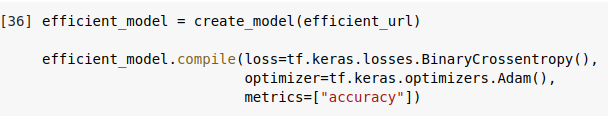 [36] efficient_model = create_model(efficient_url)
efficient_model.compile(loss=tf.keras.losses.BinaryCrossentropy(),
optimizer=tf.keras.optimizers.Adam(),
metrics=["accuracy"])